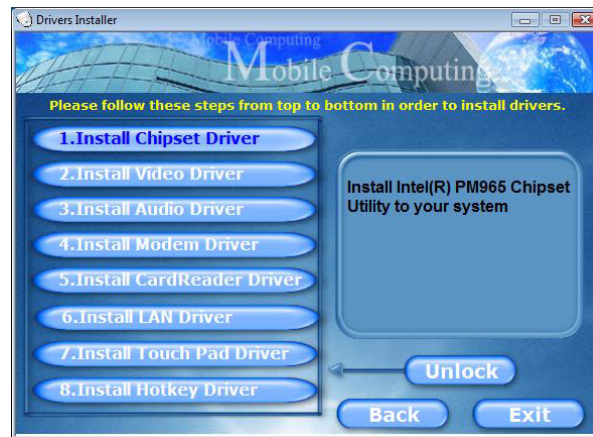 Drivers Installer
Mobile Computing
Mobile Computing
Please follow these steps from top to bottom in order to install drivers.
1.Install Chipset Driver
2.Install Video Driver
3.Install Audio Driver
4.Install Modem Driver
5.Install CardReader Driver
6.Install LAN Driver
7.Install Touch Pad Driver
8.Install Hotkey Driver
Install Intel(R) PM965 Chipset
Utility to your system
Unlock
Back
Exit